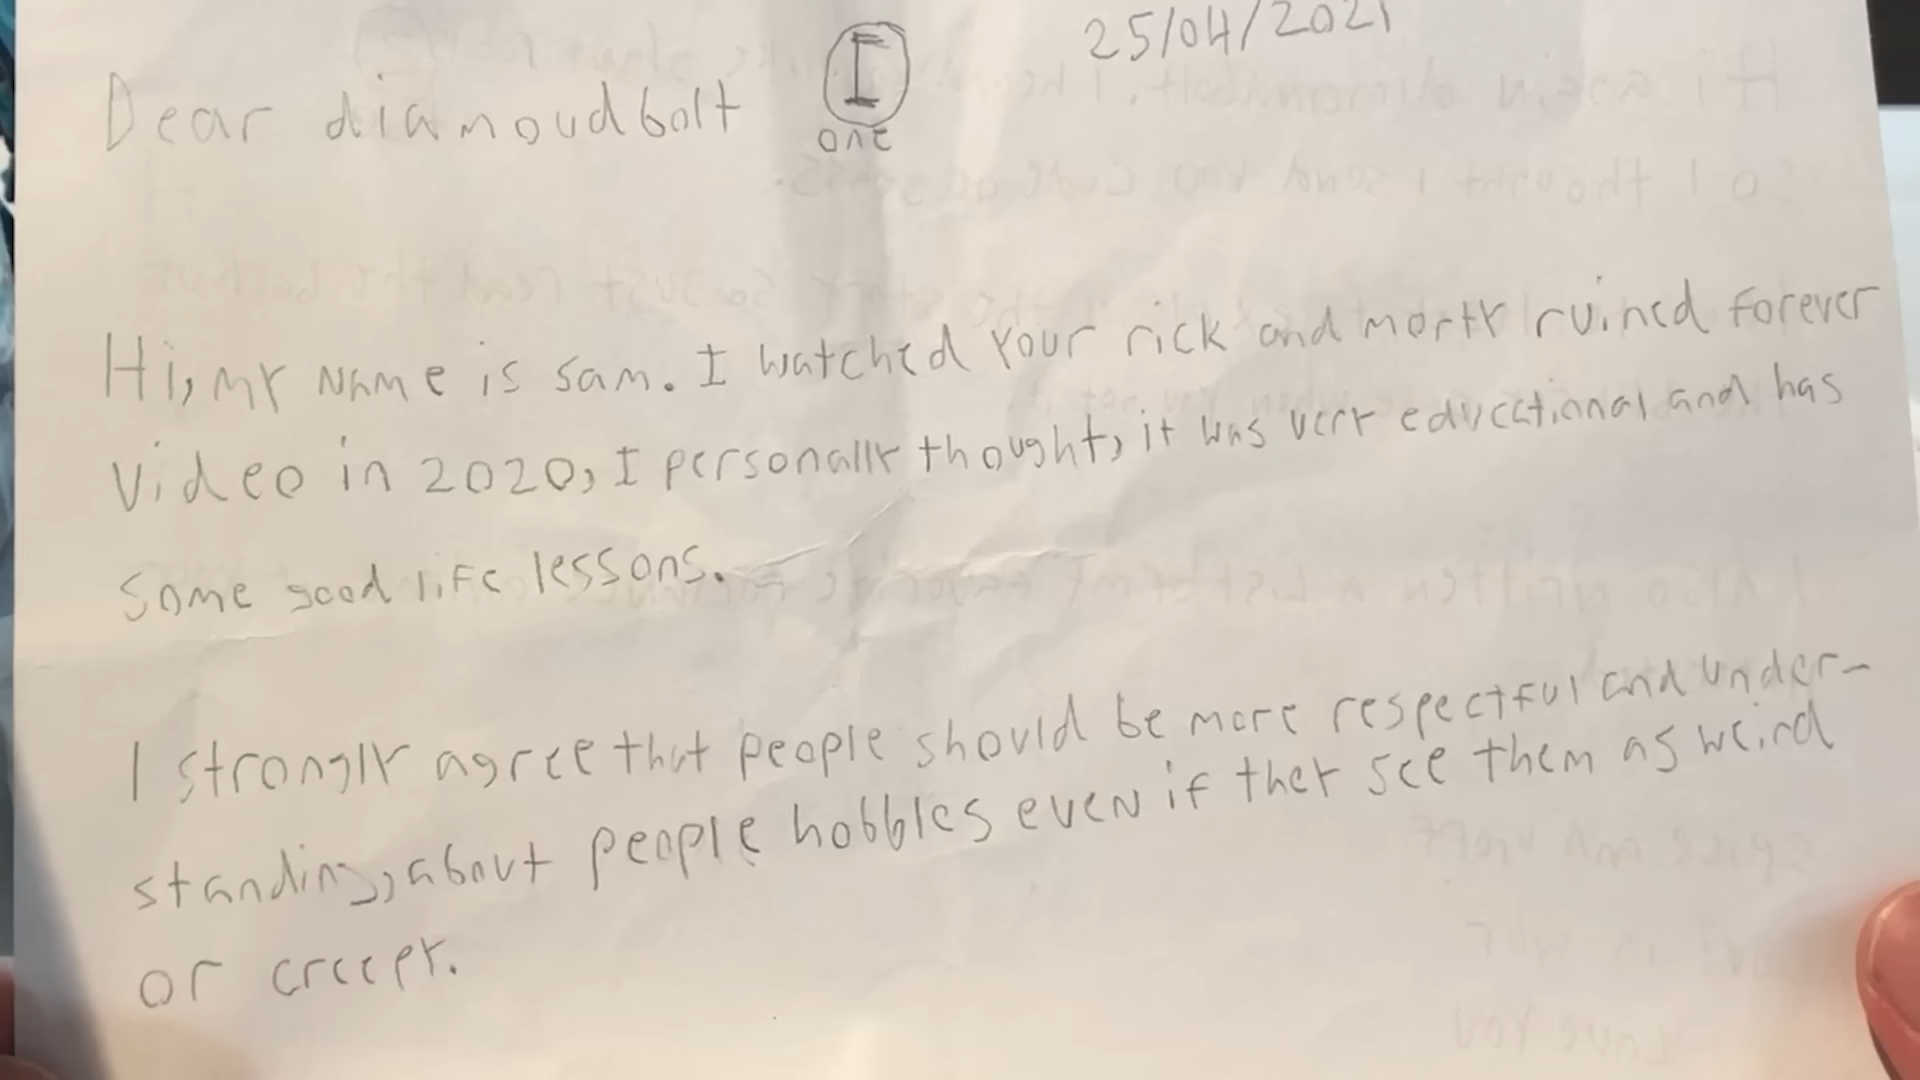 25/04/2021
Dear diamoudbolt I
one
Hi, my name is sam. I watched your rick and morty ruined forever
video in 2020, I personally thought, it was very educational and has
some good life lessons.
I strongly agree that people should be more respectful and under-
standing, about people hobbles even if they see them as weird
or creepy.